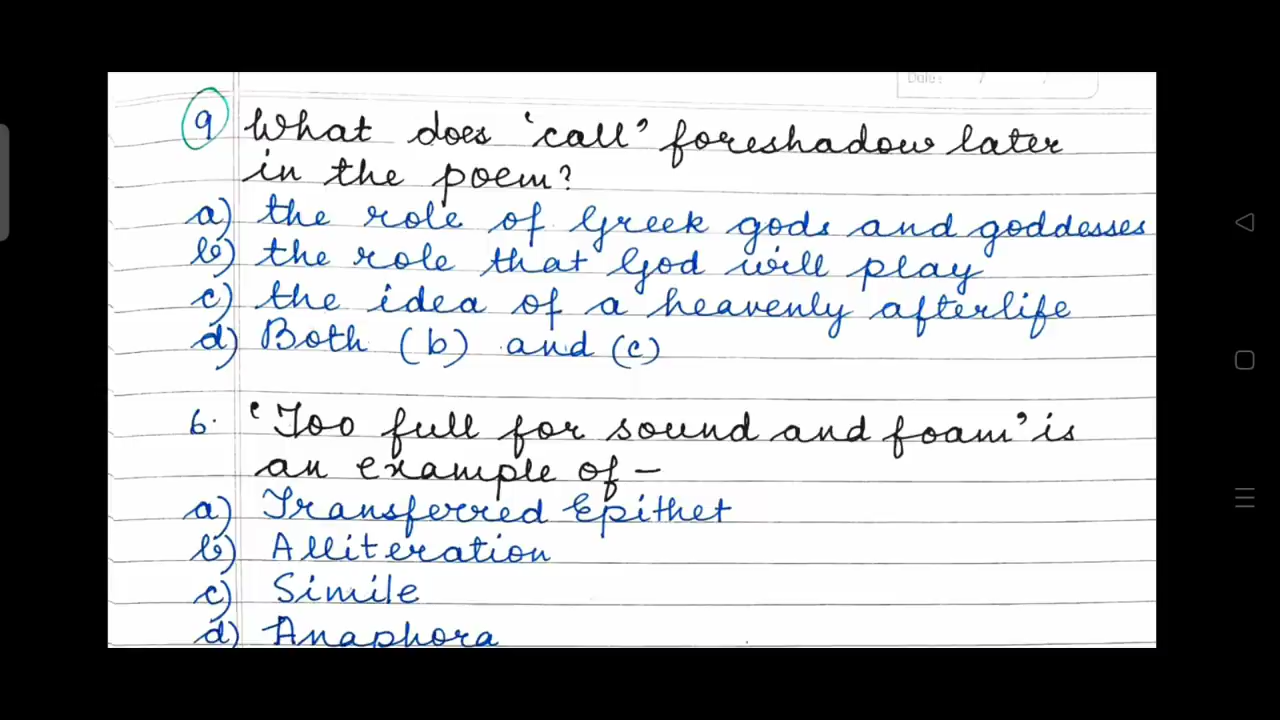 Date: / /
9 What does 'call' foreshadow later
in the poem?
a) the role of Greek gods and goddesses
b) the role that God will play
c) the idea of a heavenly afterlife
d) Both (b) and (c)
6. 'Too full for sound and foam' is
an example of -
a) Transferred Epithet
b) Alliteration
c) Simile
d) Anaphora